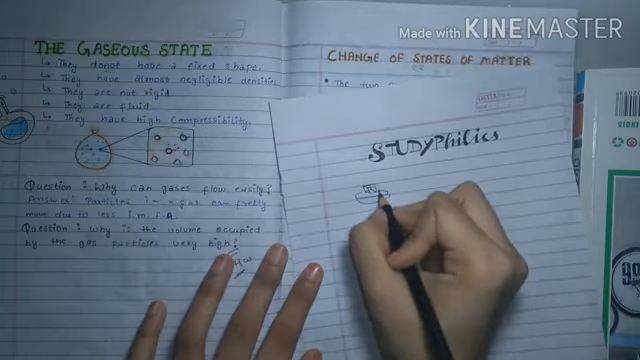 Made with KINEMASTER
THE GASEOUS STATE
↳ They donot have a fixed shape.
↳ They have almost negligible densities
↳ They are not rigid.
↳ They are fluid.
↳ They have high compressibility.
Question: Why can gases flow easily?
Answer: Particles in a gas can freely
move due to less i.m.f.A.
Question: Why is the volume occupied
by the gas particles very high?
H.W
CHANGE OF STATES OF MATTER
• The
STUDYPhilics